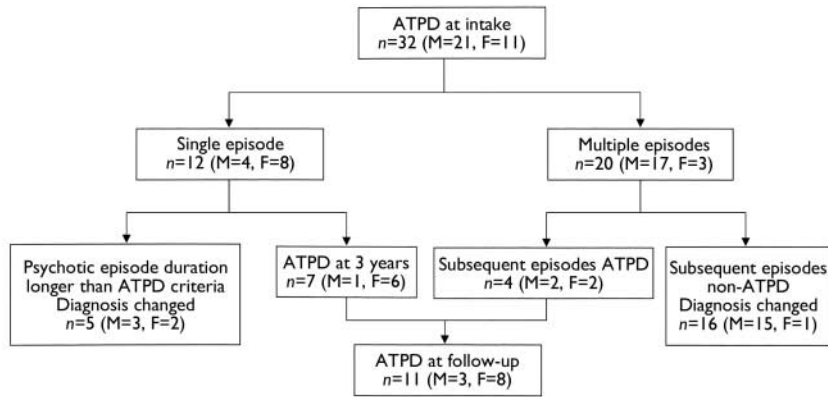 ATPD at intake
n=32 (M=21, F=11)
Single episode
n=12 (M=4, F=8)
Multiple episodes
n=20 (M=17, F=3)
Psychotic episode duration
longer than ATPD criteria
Diagnosis changed
n=5 (M=3, F=2)
ATPD at 3 years
n=7 (M=1, F=6)
Subsequent episodes ATPD
n=4 (M=2, F=2)
Subsequent episodes
non-ATPD
Diagnosis changed
n=16 (M=15, F=1)
ATPD at follow-up
n=11 (M=3, F=8)